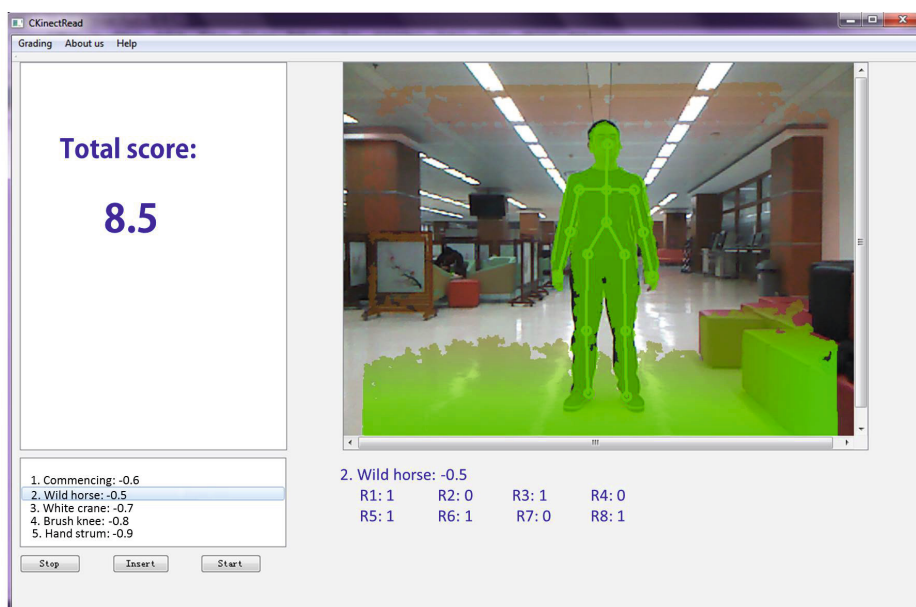 CKinectRead
Grading About us Help
Total score:
8.5
1. Commencing: -0.6
2. Wild horse: -0.5
3. White crane: -0.7
4. Brush knee: -0.8
5. Hand strum: -0.9
Stop Insert Start
2. Wild horse: -0.5
R1: 1 R2: 0 R3: 1 R4: 0
R5: 1 R6: 1 R7: 0 R8: 1